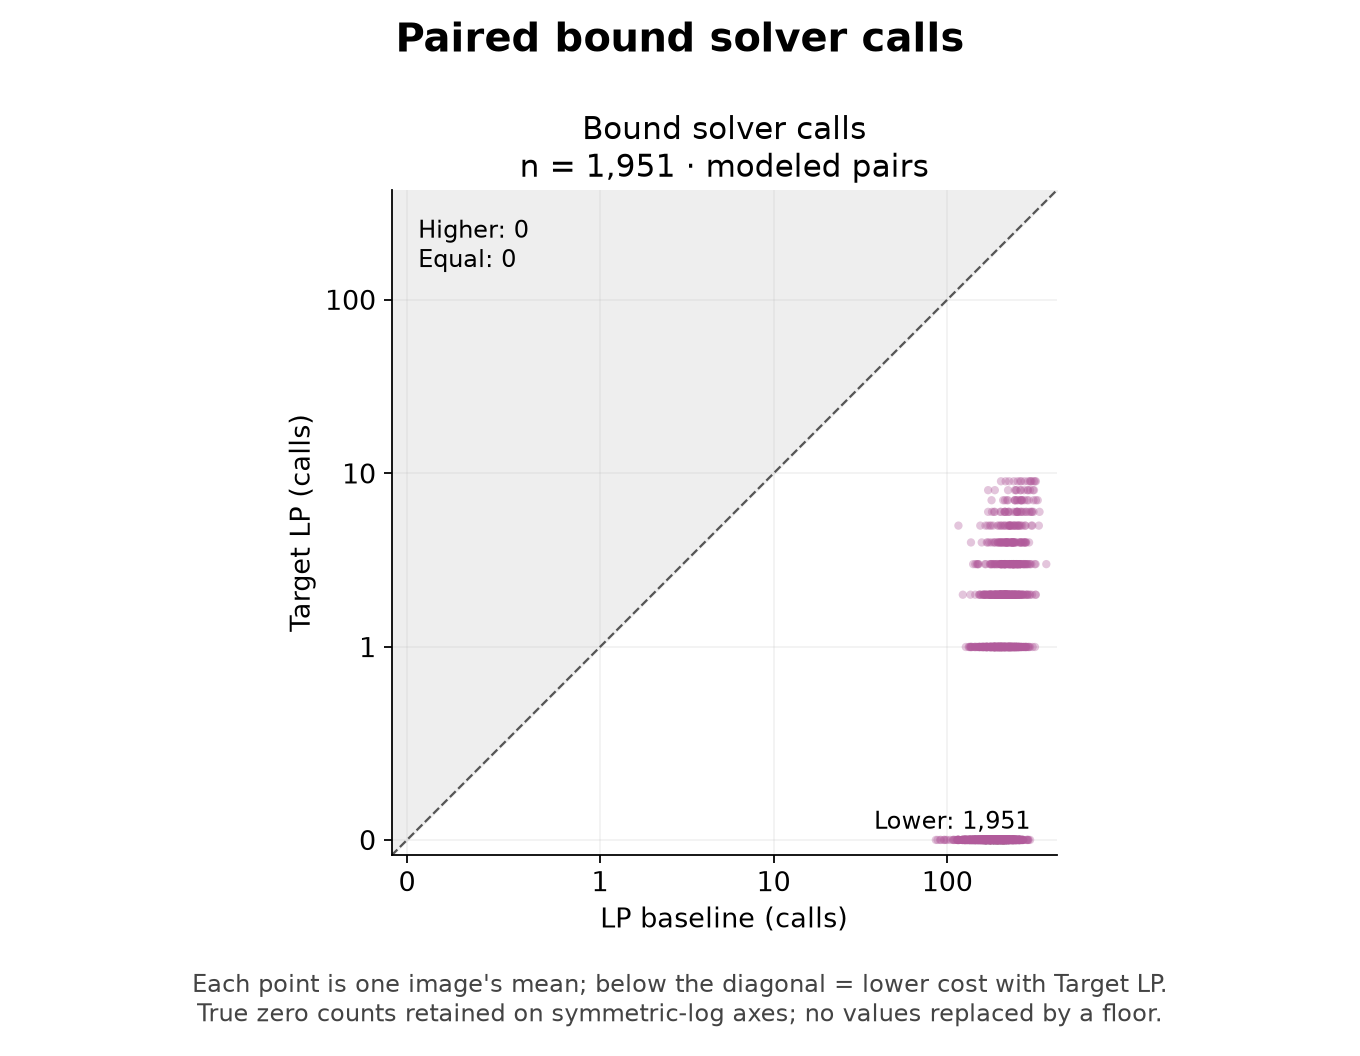 Paired bound solver calls
Bound solver calls
n = 1,951 · modeled pairs
Higher: 0
Equal: 0
100
10
1
0
Target LP (calls)
Lower: 1,951
0 1 10 100
LP baseline (calls)
Each point is one image's mean; below the diagonal = lower cost with Target LP.
True zero counts retained on symmetric-log axes; no values replaced by a floor.